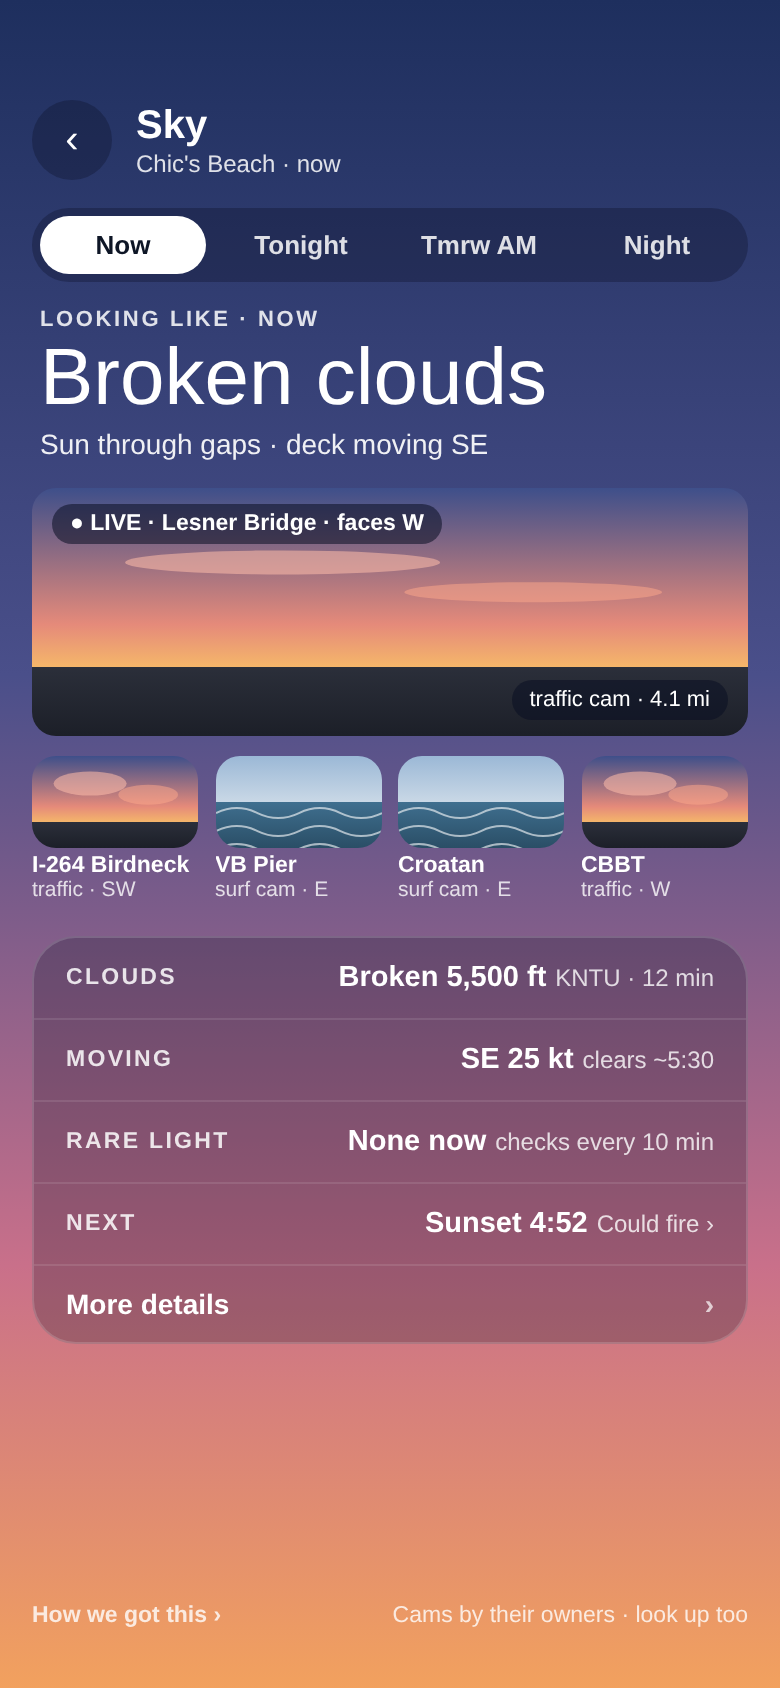 ‹
Sky
Chic's Beach · now
Now
Tonight
Tmrw AM
Night
LOOKING LIKE · NOW
Broken clouds
Sun through gaps · deck moving SE
● LIVE · Lesner Bridge · faces W
traffic cam · 4.1 mi
I-264 Birdneck
traffic · SW
VB Pier
surf cam · E
Croatan
surf cam · E
CBBT
traffic · W
CLOUDS Broken 5,500 ft KNTU · 12 min
MOVING SE 25 kt clears ~5:30
RARE LIGHT None now checks every 10 min
NEXT Sunset 4:52 Could fire ›
More details ›
How we got this › Cams by their owners · look up too